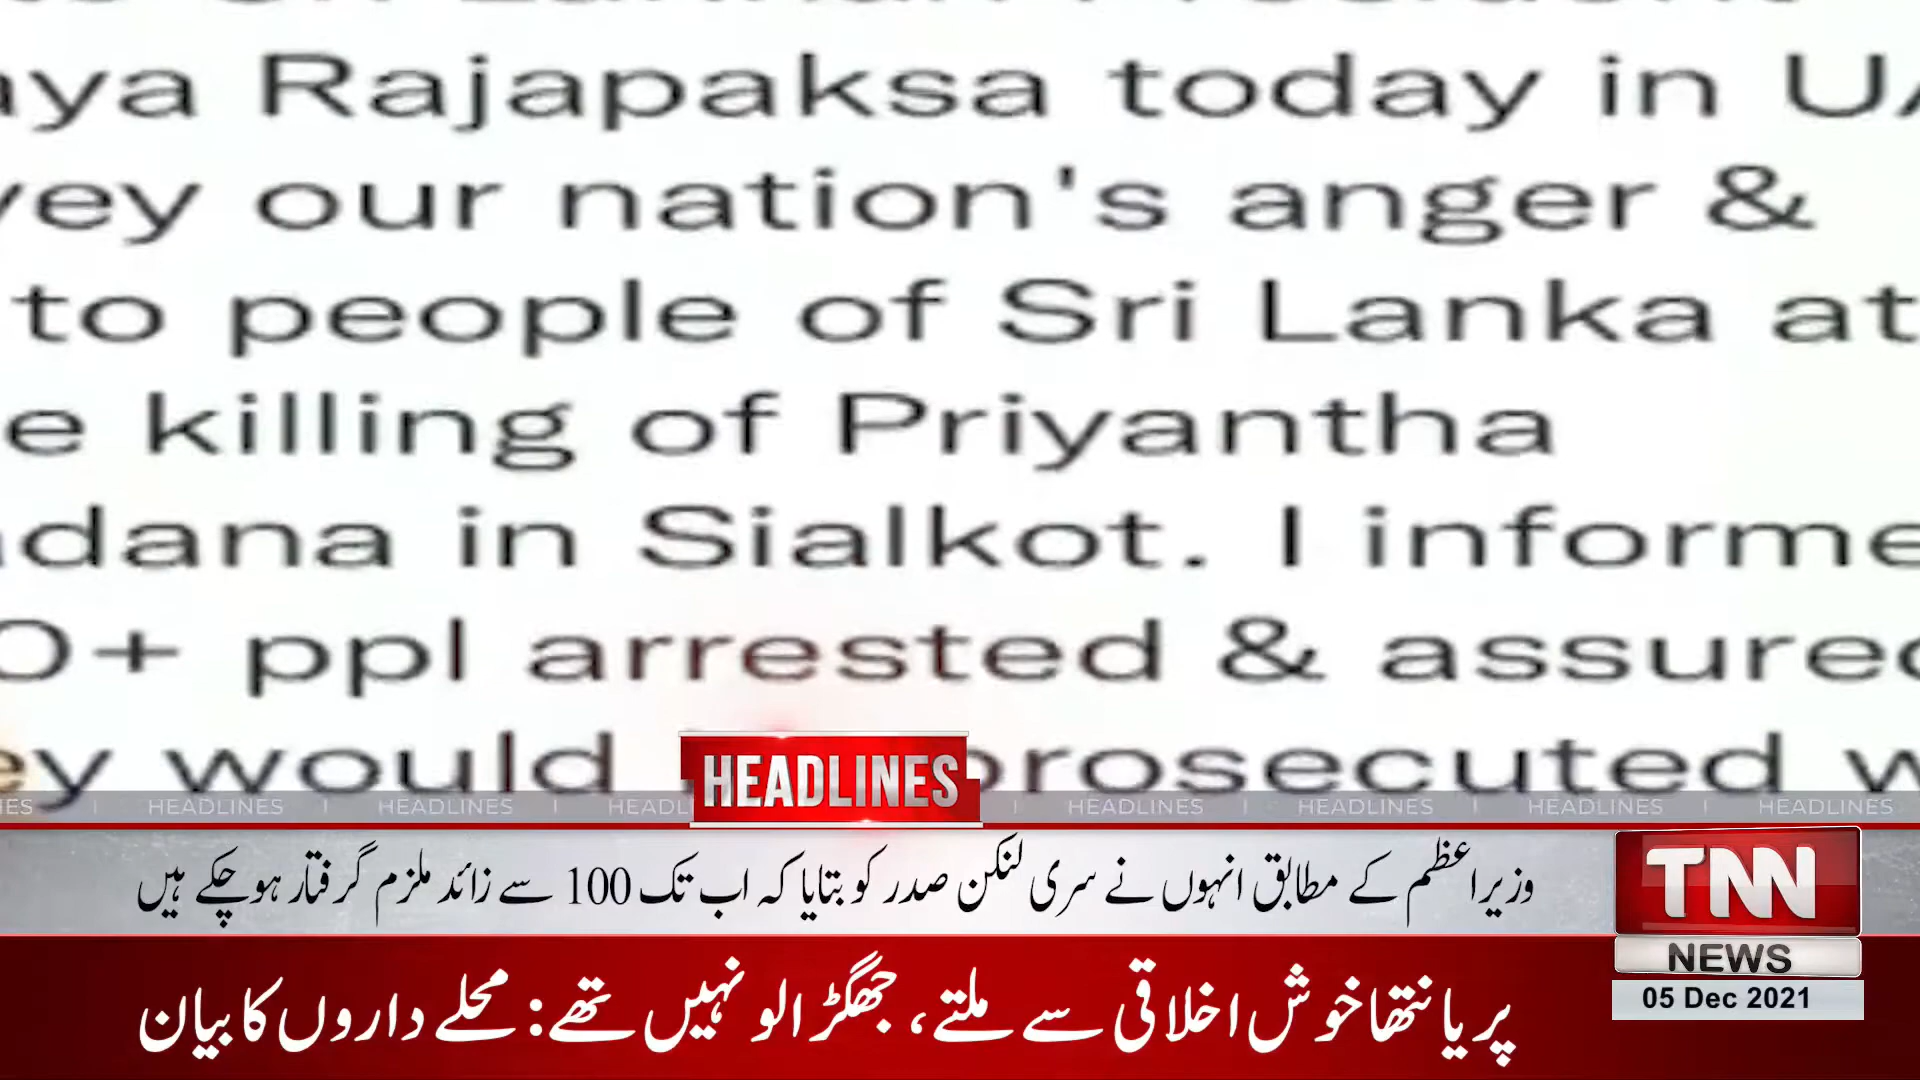 aya Rajapaksa today in UA
vey our nation's anger &
to people of Sri Lanka at
e killing of Priyantha
adana in Sialkot. I informe
0+ ppl arrested & assured
ey would prosecuted w
HEADLINES
HEADLINES HEADLINES HEADLINES HEADLINES HEADLINES HEADLINES
وزیراعظم کے مطابق انہوں نے سری لنکن صدر کو بتایا کہ اب تک 100 سے زائد ملزم گرفتار ہوچکے ہیں
TNN
NEWS
05 Dec 2021
پریانتھا خوش اخلاقی سے ملتے، جھگڑالو نہیں تھے: محلے داروں کا بیان